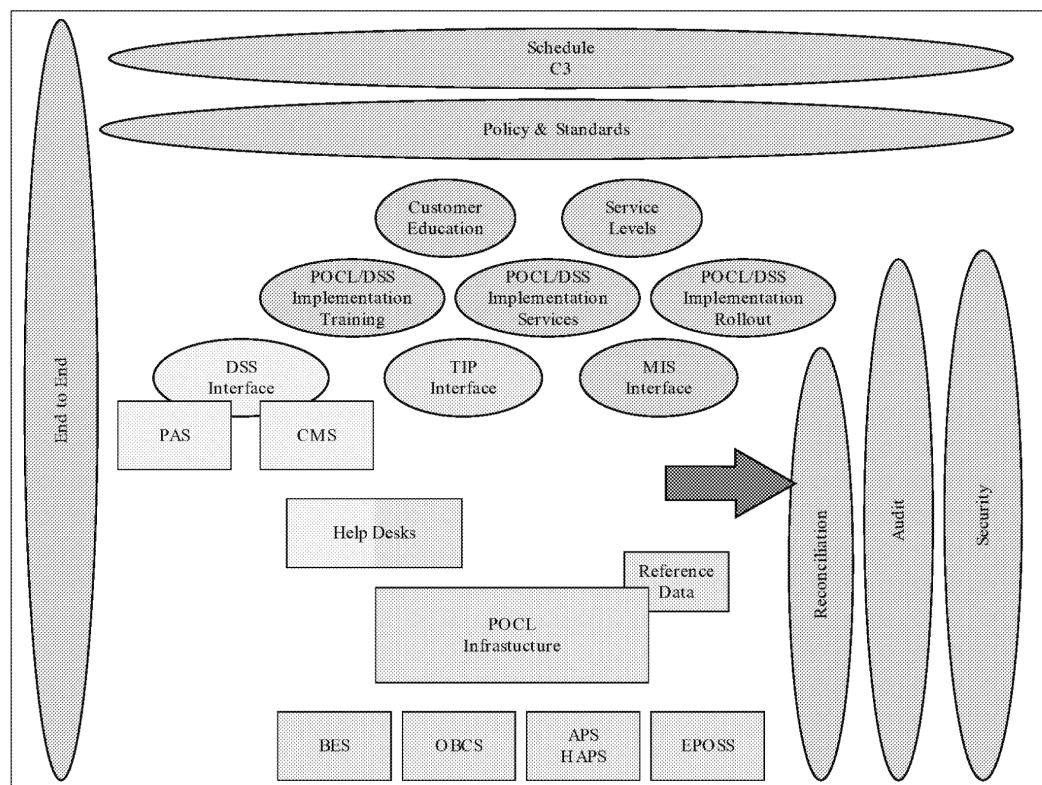 Schedule
C3
Policy & Standards
Customer
Education
Service
Levels
POCL/DSS
Implementation
Training
POCL/DSS
Implementation
Services
POCL/DSS
Implementation
Rollout
DSS
Interface
TIP
Interface
MIS
Interface
PAS
CMS
End to End
Help Desks
Reference
Data
POCL
Infrastucture
Reconciliation
Audit
Security
BES
OBCS
APS
HAPS
EPOSS